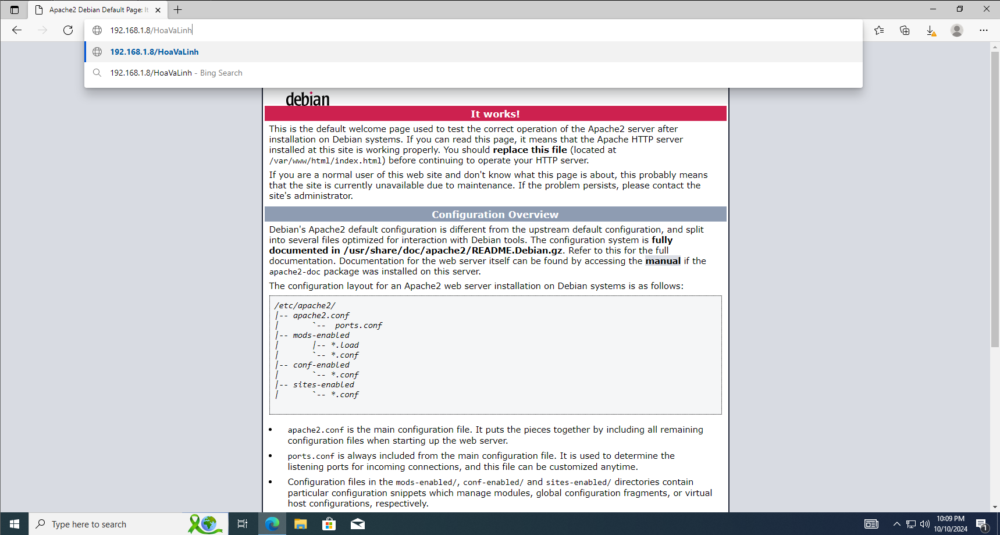 Apache2 Debian Default Page: It
192.168.1.8/HoaVaLinh
192.168.1.8/HoaVaLinh
192.168.1.8/HoaVaLinh - Bing Search
debian
It works!
This is the default welcome page used to test the correct operation of the Apache2 server after
installation on Debian systems. If you can read this page, it means that the Apache HTTP server
installed at this site is working properly. You should replace this file (located at
/var/www/html/index.html) before continuing to operate your HTTP server.
If you are a normal user of this web site and don't know what this page is about, this probably means
that the site is currently unavailable due to maintenance. If the problem persists, please contact the
site's administrator.
Configuration Overview
Debian's Apache2 default configuration is different from the upstream default configuration, and split
into several files optimized for interaction with Debian tools. The configuration system is fully
documented in /usr/share/doc/apache2/README.Debian.gz. Refer to this for the full
documentation. Documentation for the web server itself can be found by accessing the manual if the
apache2-doc package was installed on this server.
The configuration layout for an Apache2 web server installation on Debian systems is as follows:
/etc/apache2/
|-- apache2.conf
|       `--  ports.conf
|-- mods-enabled
|       |-- *.load
|       `-- *.conf
|-- conf-enabled
|       `-- *.conf
|-- sites-enabled
|       `-- *.conf
• apache2.conf is the main configuration file. It puts the pieces together by including all remaining
configuration files when starting up the web server.
• ports.conf is always included from the main configuration file. It is used to determine the
listening ports for incoming connections, and this file can be customized anytime.
• Configuration files in the mods-enabled/, conf-enabled/ and sites-enabled/ directories contain
particular configuration snippets which manage modules, global configuration fragments, or virtual
host configurations, respectively.
Type here to search
10:09 PM
10/10/2024
1